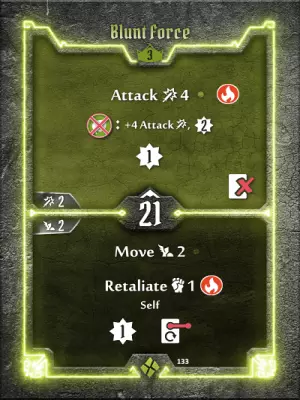 Blunt Force
3
Attack 4
: +4 Attack , 2
1
2
21
2
Move 2
Retaliate 1
Self
1
133